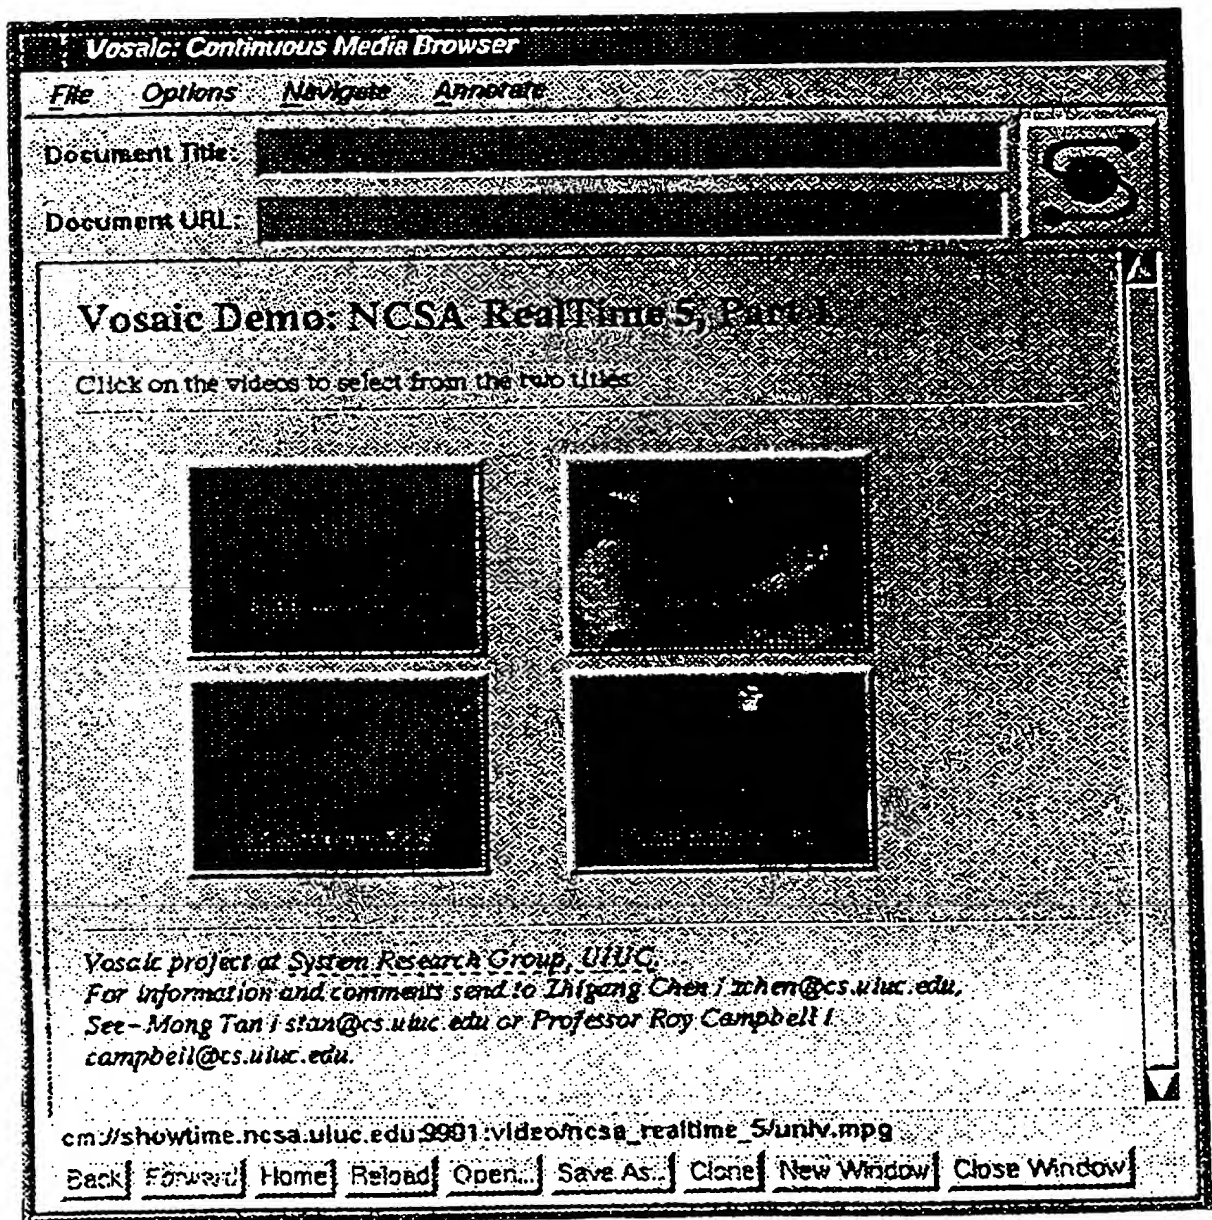 Vosaic: Continuous Media Browser
File Options Navigate Annotate
Document Title:
Document URL:
Vosaic Demo: NCSA RealTime 5, Part 1.
Click on the videos to select from the two titles
Vosaic project at System Research Group, UIUC.
For information and comments send to Zhigang Chen / zchen@cs.uiuc.edu,
See-Mong Tan / stan@cs.uiuc.edu or Professor Roy Campbell /
campbell@cs.uiuc.edu.
cm://showtime.ncsa.uiuc.edu:9901:video/ncsa_realtime_5/univ.mpg
Back Forward Home Reload Open... Save As... Clone New Window Close Window